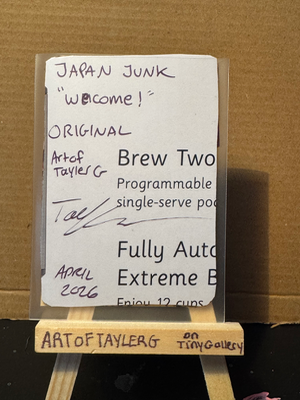 JAPAN JUNK
"Welcome!"
ORIGINAL
Art of
Tayler G
Brew Two
Programmable
single-serve po
Fully Auto
Extreme B
Enjoy 12 cups
APRIL
2026
ARTOFTAYLERG on TinyGallery